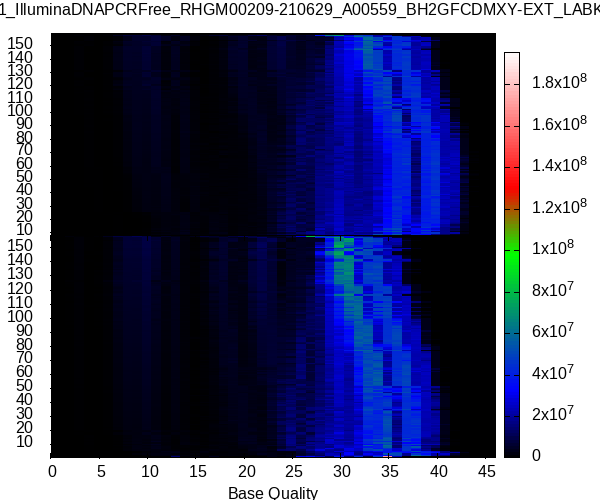 1_IlluminaDNAPCRFree_RHGM00209-210629_A00559_BH2GFCDMXY-EXT_LABK
150
140
130
120
110
100
90
80
70
60
50
40
30
20
10
150
140
130
120
110
100
90
80
70
60
50
40
30
20
10
0 5 10 15 20 25 30 35 40 45
Base Quality
1.8x10⁸
1.6x10⁸
1.4x10⁸
1.2x10⁸
1x10⁸
8x10⁷
6x10⁷
4x10⁷
2x10⁷
0